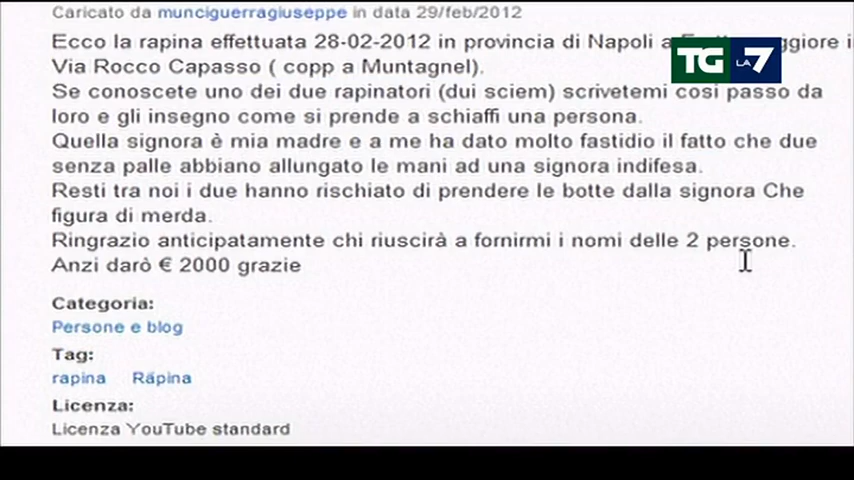 Caricato da munciguerragiuseppe in data 29/feb/2012
Ecco la rapina effettuata 28-02-2012 in provincia di Napoli a
TG LA 7
Via Rocco Capasso ( copp a Muntagnel).
Se conoscete uno dei due rapinatori (dui sciem) scrivetemi così passo da
loro e gli insegno come si prende a schiaffi una persona.
Quella signora è mia madre e a me ha dato molto fastidio il fatto che due
senza palle abbiano allungato le mani ad una signora indifesa.
Resti tra noi i due hanno rischiato di prendere le botte dalla signora Che
figura di merda.
Ringrazio anticipatamente chi riuscirà a fornirmi i nomi delle 2 persone.
Anzi darò € 2000 grazie
Categoria:
Persone e blog
Tag:
rapina Rápina
Licenza:
Licenza YouTube standard